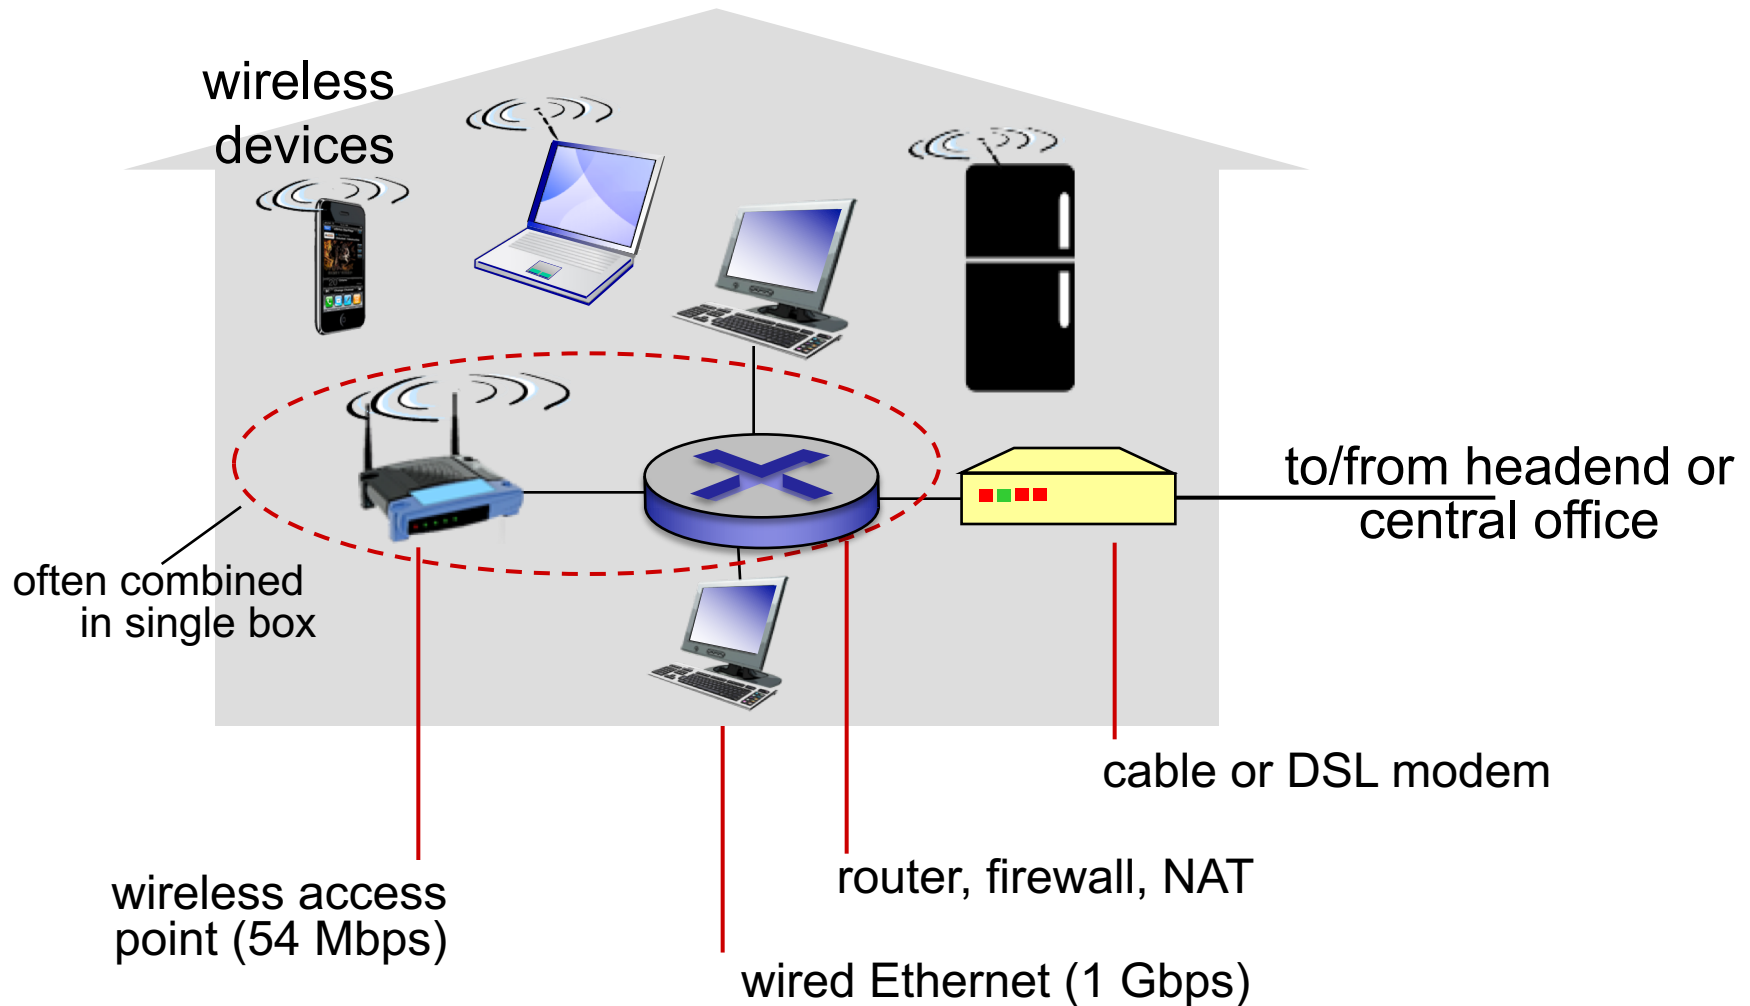 wireless
devices
to/from headend or
central office
often combined
in single box
cable or DSL modem
router, firewall, NAT
wireless access
point (54 Mbps)
wired Ethernet (1 Gbps)